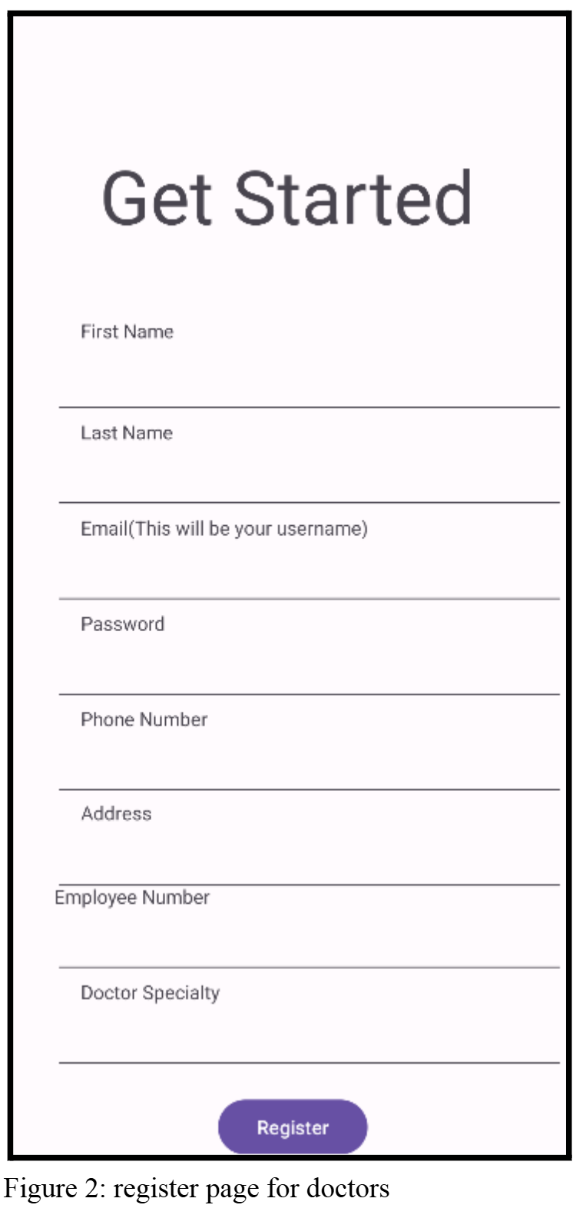 Get Started
First Name
Last Name
Email(This will be your username)
Password
Phone Number
Address
Employee Number
Doctor Specialty
Register
Figure 2: register page for doctors